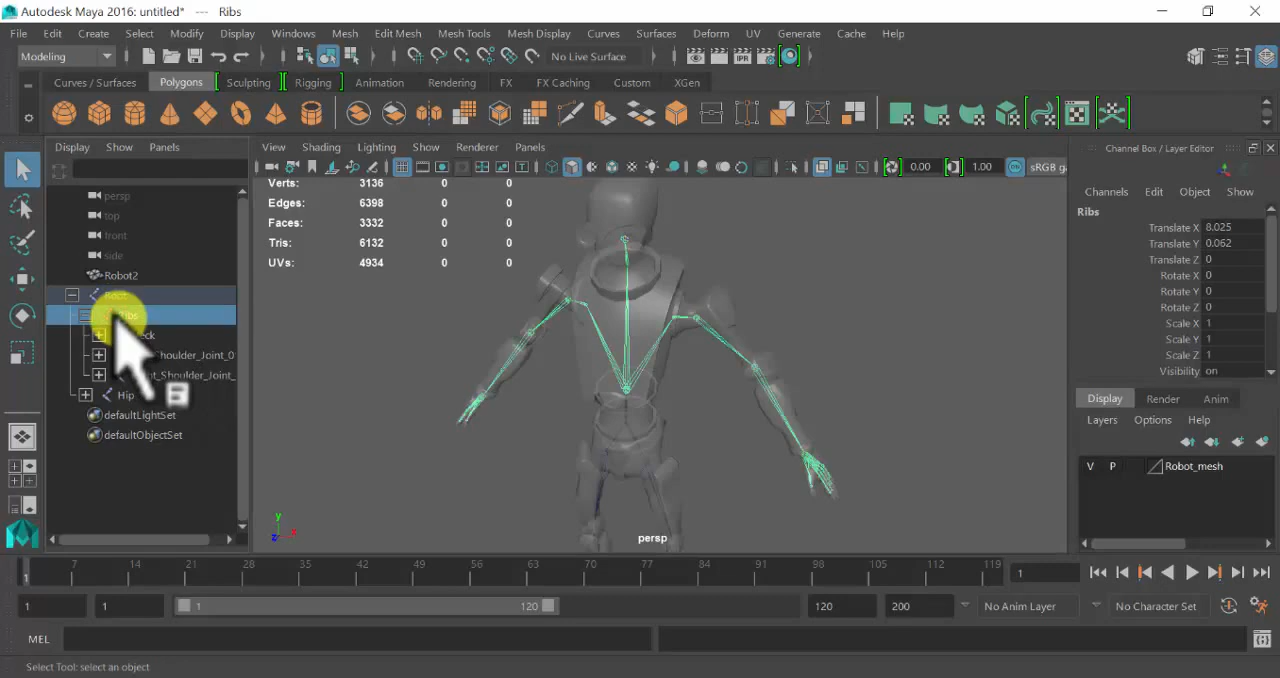 Autodesk Maya 2016: untitled* --- Ribs
File Edit Create Select Modify Display Windows Mesh Edit Mesh Mesh Tools Mesh Display Curves Surfaces Deform UV Generate Cache Help
Modeling No Live Surface
Curves / Surfaces Polygons Sculpting Rigging Animation Rendering FX FX Caching Custom XGen
Display Show Panels
View Shading Lighting Show Renderer Panels
Channel Box / Layer Editor
0.00 1.00 sRGB ga
persp
top
front
side
Robot2
Ribs
Shoulder_Joint_0
t_Shoulder_Joint_
Hip
defaultLightSet
defaultObjectSet
Verts: 3136 0 0
Edges: 6398 0 0
Faces: 3332 0 0
Tris: 6132 0 0
UVs: 4934 0 0
y
x
z
persp
Channels Edit Object Show
Ribs
Translate X 8.025
Translate Y 0.062
Translate Z 0
Rotate X 0
Rotate Y 0
Rotate Z 0
Scale X 1
Scale Y 1
Scale Z 1
Visibility on
Display Render Anim
Layers Options Help
V P Robot_mesh
1 7 14 21 28 35 42 49 56 63 70 77 84 91 98 105 112 119 1
1 1 1 120 120 200 No Anim Layer No Character Set
MEL
Select Tool: select an object